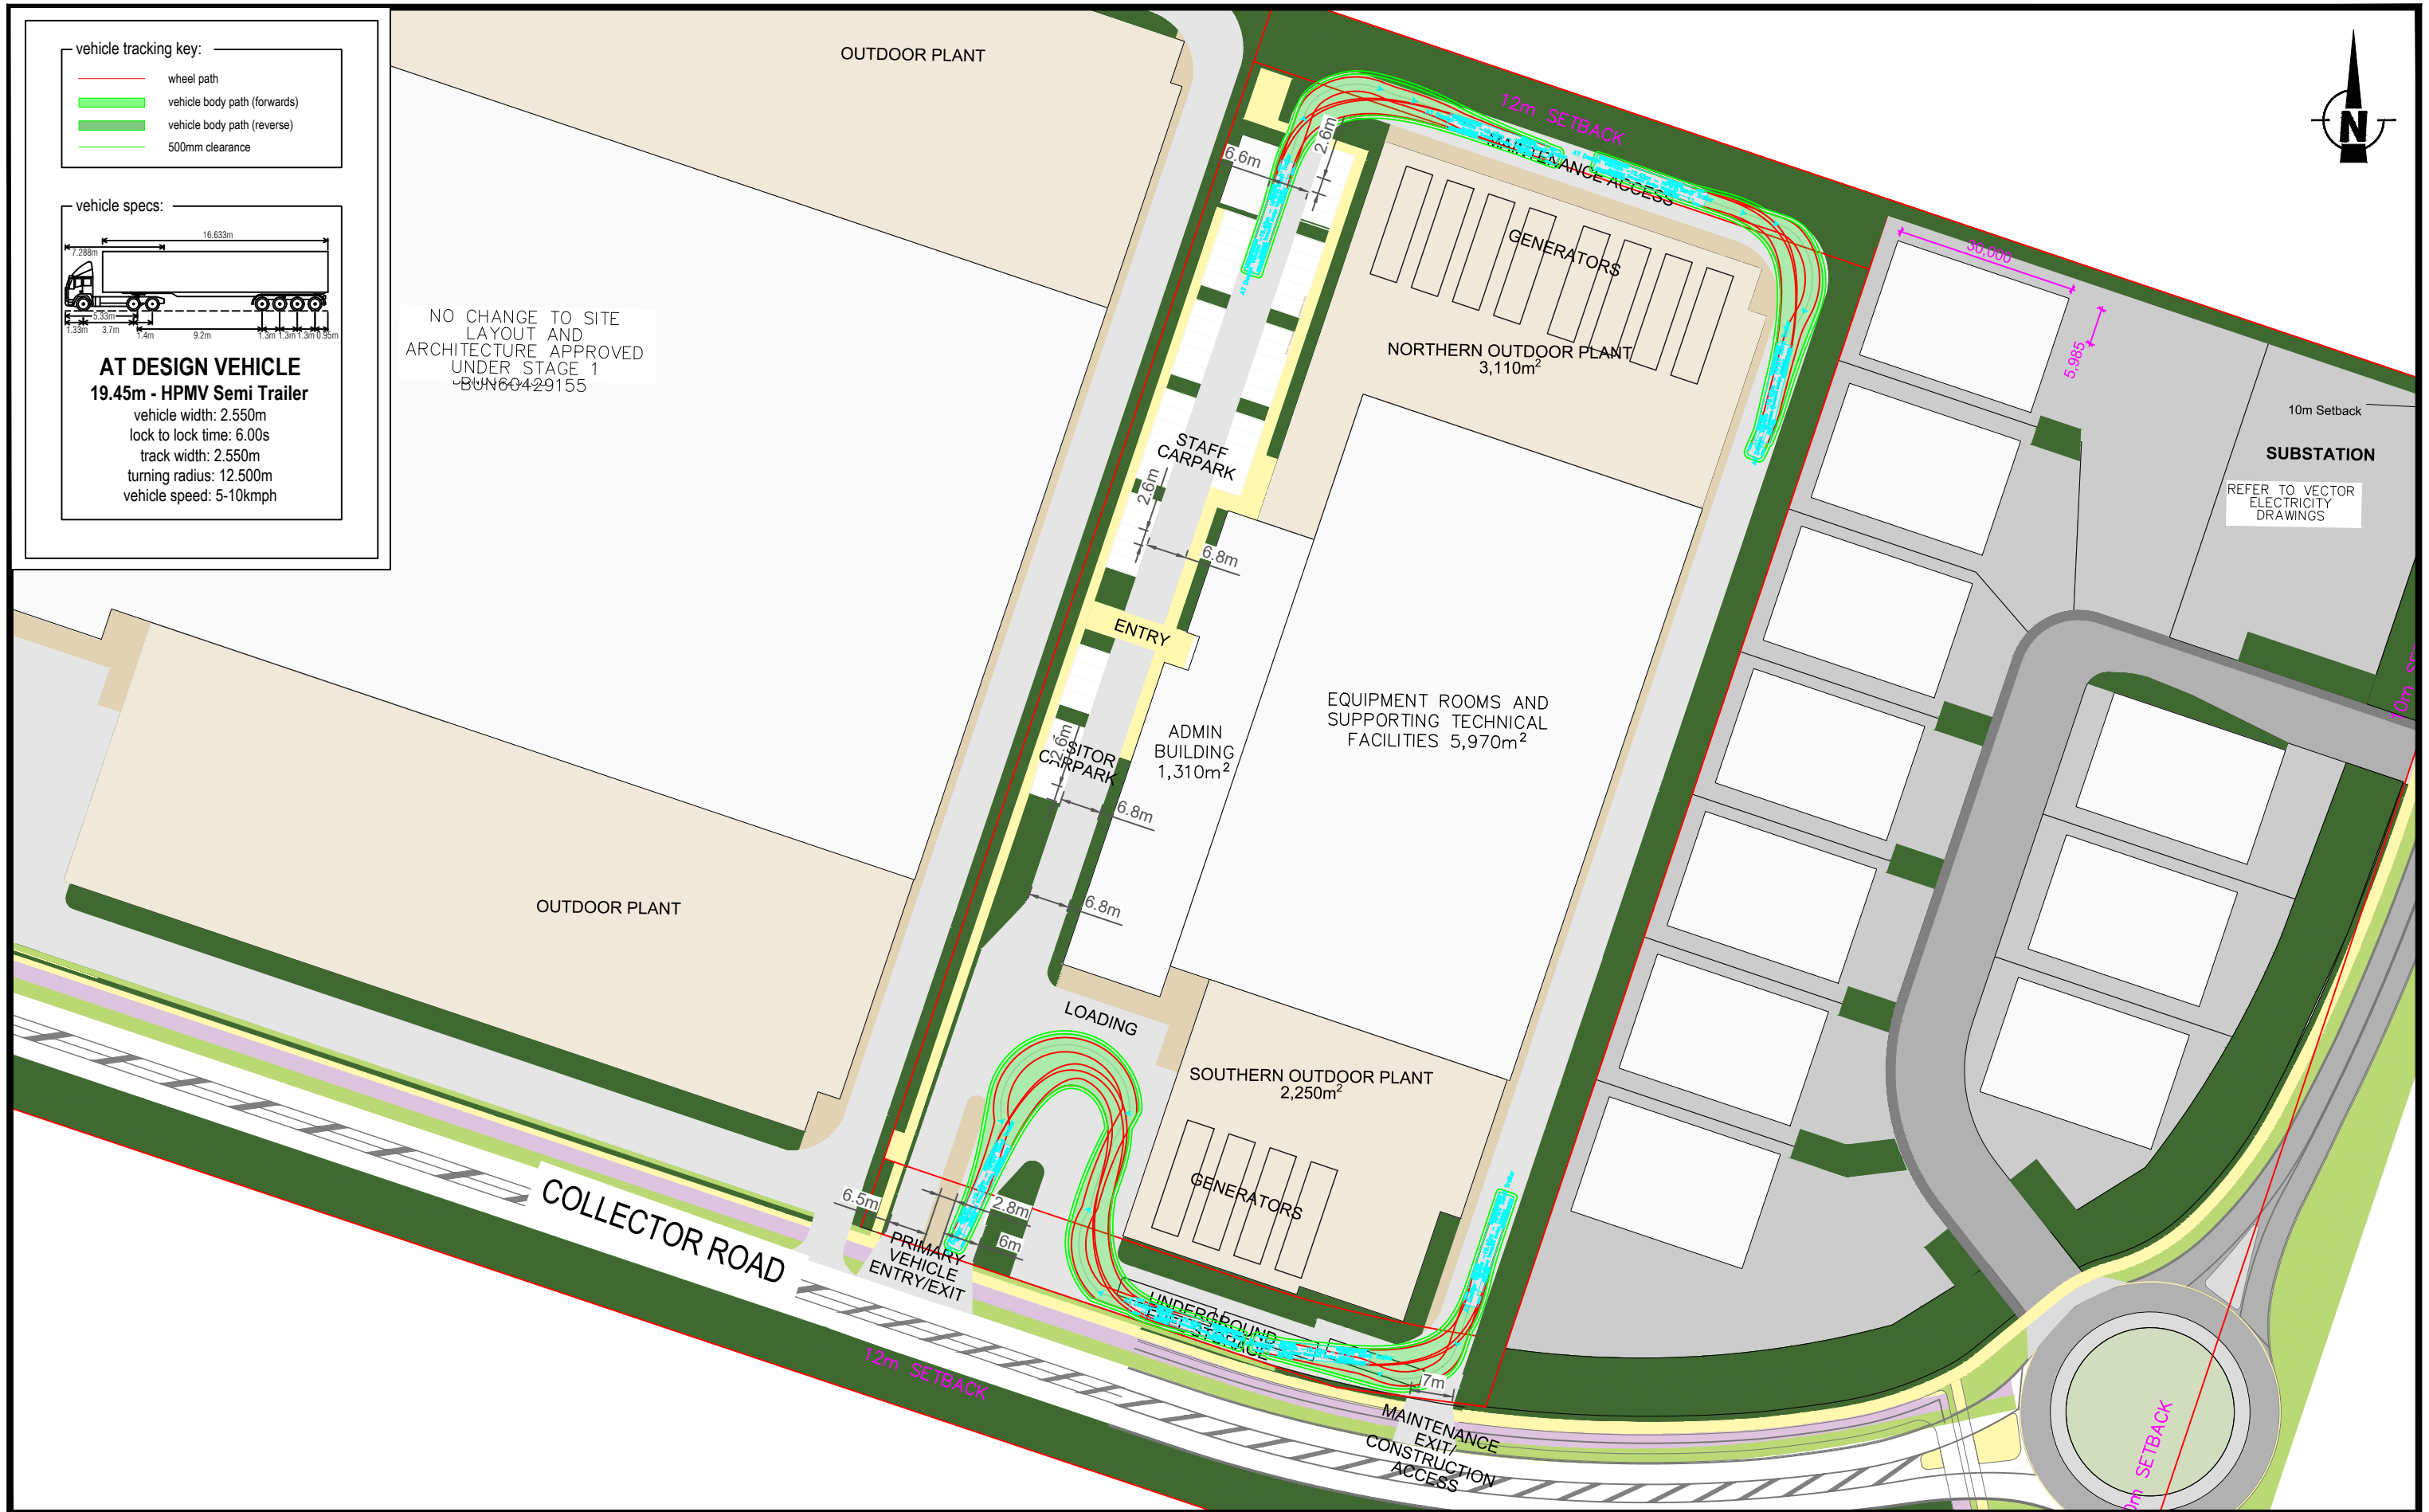 vehicle tracking key:
wheel path
vehicle body path (forwards)
vehicle body path (reverse)
500mm clearance
vehicle specs:
16.633m
7.288m
5.33m
1.33m
3.7m
1.4m
9.2m
1.3m
1.3m
1.3m
0.95m
AT DESIGN VEHICLE
19.45m - HPMV Semi Trailer
vehicle width: 2.550m
lock to lock time: 6.00s
track width: 2.550m
turning radius: 12.500m
vehicle speed: 5-10kmph
OUTDOOR PLANT
NO CHANGE TO SITE
LAYOUT AND
ARCHITECTURE APPROVED
UNDER STAGE 1
BUN60429155
OUTDOOR PLANT
12m SETBACK
MAINTENANCE ACCESS
6.6m
2.6m
GENERATORS
NORTHERN OUTDOOR PLANT
3,110m²
STAFF
CARPARK
2.6m
6.8m
ENTRY
EQUIPMENT ROOMS AND
SUPPORTING TECHNICAL
FACILITIES 5,970m²
ADMIN
BUILDING
1,310m²
2.6m
CARPARK
6.8m
6.8m
LOADING
SOUTHERN OUTDOOR PLANT
2,250m²
GENERATORS
6.5m
2.8m
6m
PRIMARY
VEHICLE
ENTRY/EXIT
UNDERGROUND
7m
MAINTENANCE
EXIT/
CONSTRUCTION
ACCESS
COLLECTOR ROAD
12m SETBACK
N
30,000
5,985
10m Setback
SUBSTATION
REFER TO VECTOR
ELECTRICITY
DRAWINGS
SETBACK